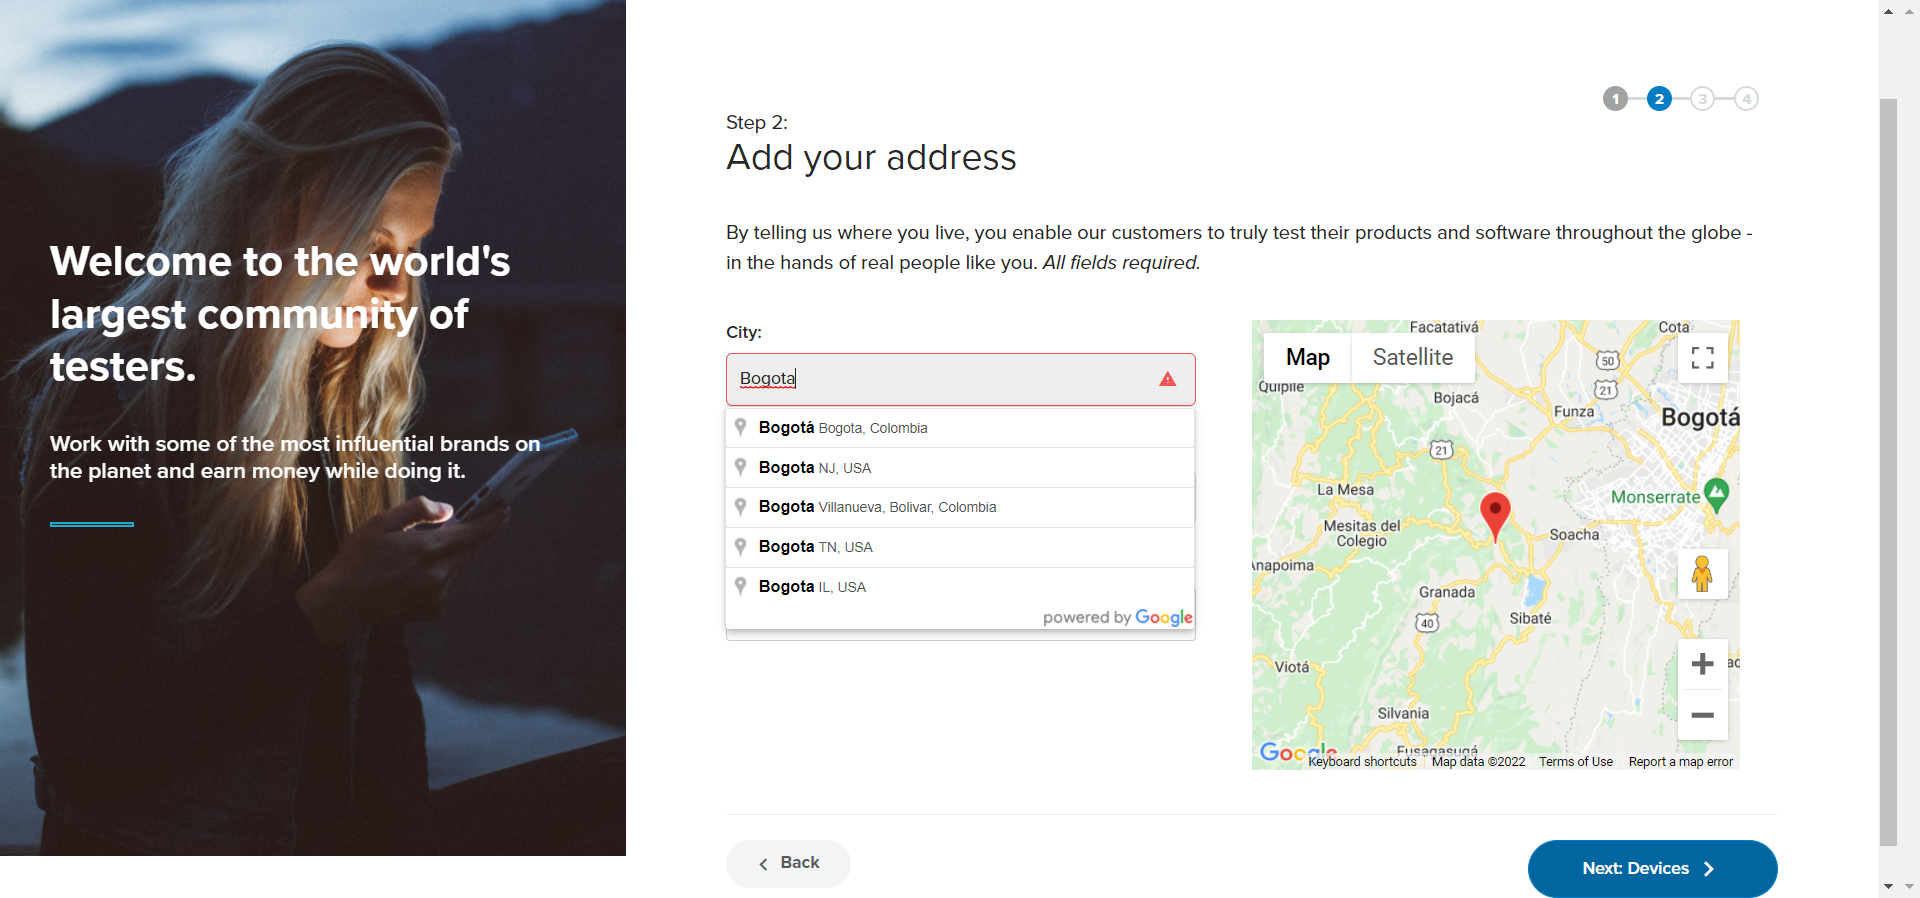 Welcome to the world's
largest community of
testers.
Work with some of the most influential brands on
the planet and earn money while doing it.
1
2
3
4
Step 2:
Add your address
By telling us where you live, you enable our customers to truly test their products and software throughout the globe -
in the hands of real people like you. All fields required.
City:
Bogota
Bogotá Bogota, Colombia
Bogota NJ, USA
Bogota Villanueva, Bolivar, Colombia
Bogota TN, USA
Bogota IL, USA
powered by Google
Map
Satellite
Facatativá
Cota
50
Quipile
21
Bojacá
Funza
Bogotá
21
La Mesa
Monserrate
Mesitas del
Colegio
Soacha
Anapoima
Granada
Sibaté
40
Viotá
Silvania
Fusagasugá
Google
Keyboard shortcuts
Map data ©2022
Terms of Use
Report a map error
Back
Next: Devices